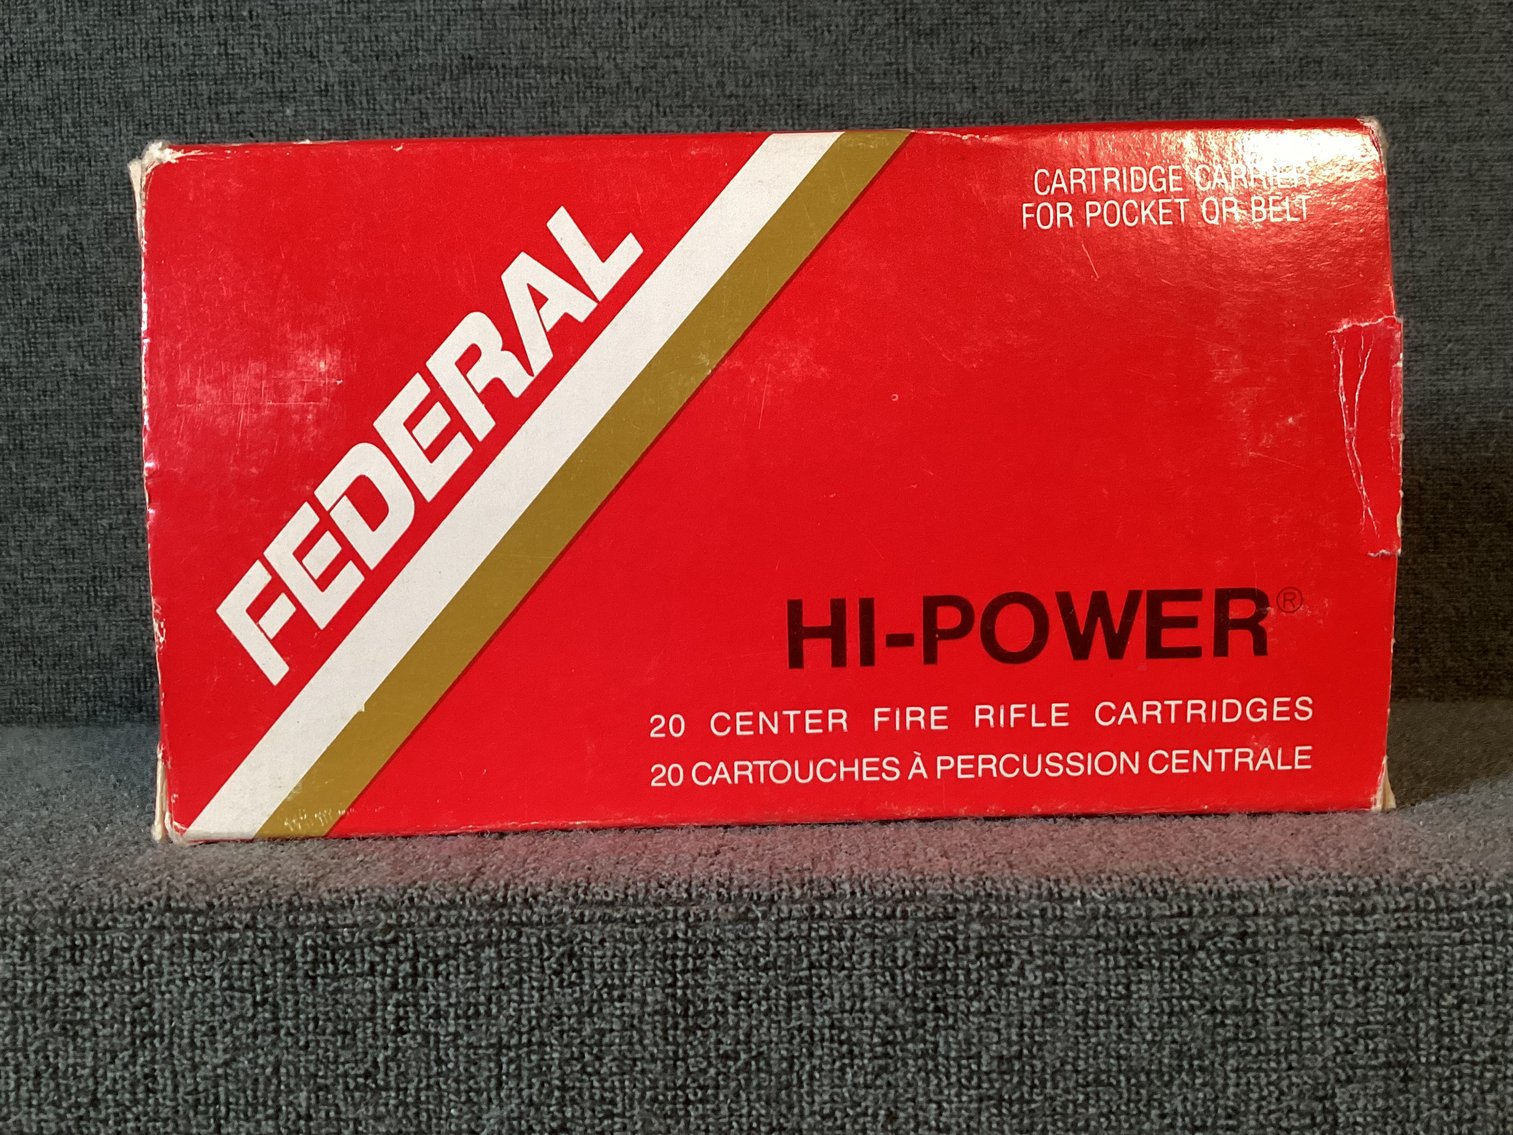 FEDERAL
CARTRIDGE CARRIER
FOR POCKET OR BELT
HI-POWER®
20 CENTER FIRE RIFLE CARTRIDGES
20 CARTOUCHES À PERCUSSION CENTRALE